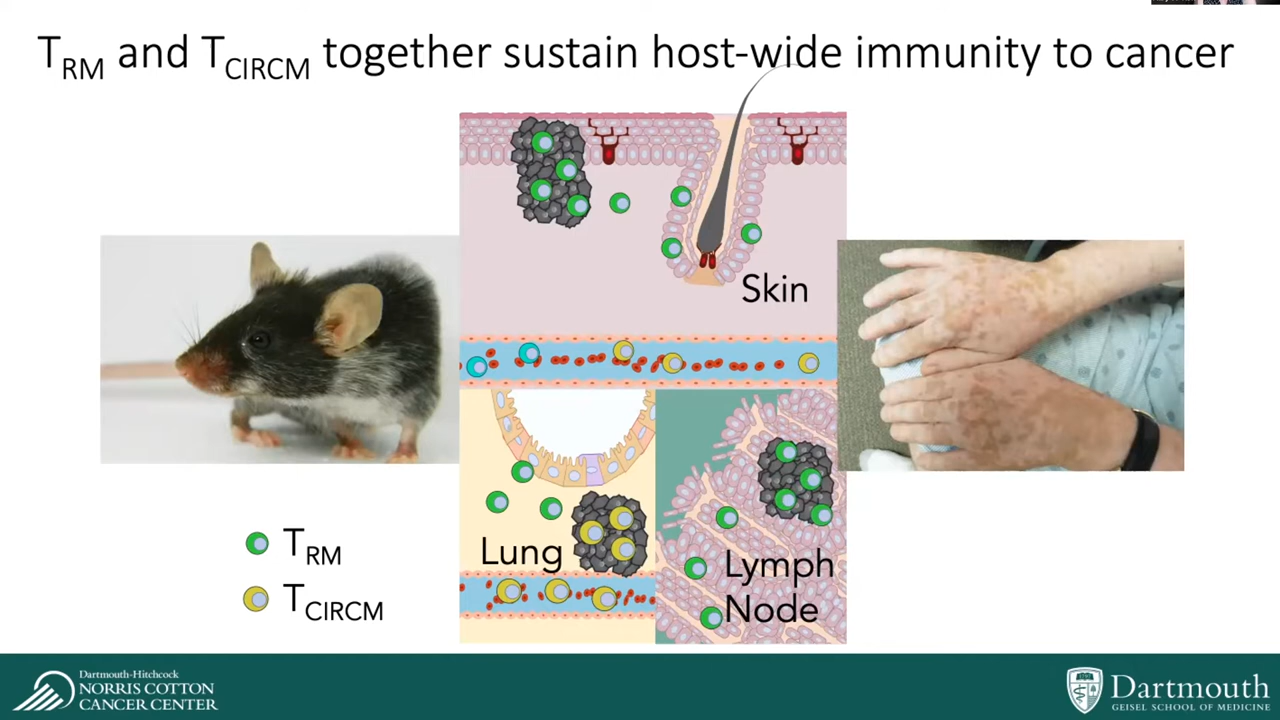 TRM and TCIRCM together sustain host-wide immunity to cancer
Skin
Lung
Lymph
Node
TRM
TCIRCM
Dartmouth-Hitchcock
NORRIS COTTON
CANCER CENTER
Dartmouth
GEISEL SCHOOL OF MEDICINE